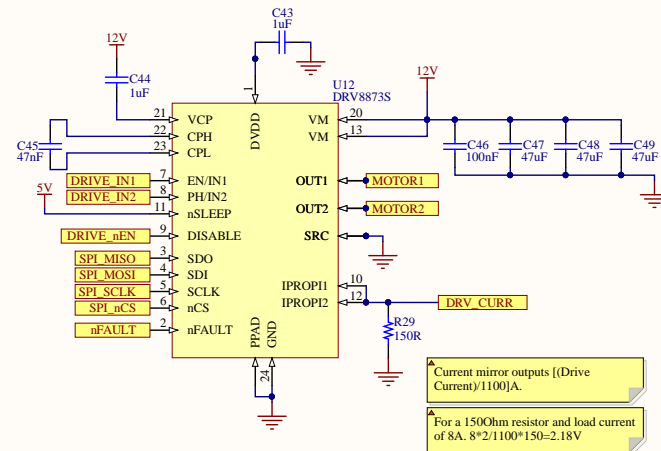 C43
1uF
12V
C44
1uF
1
U12
DRV8873S
12V
DVDD
21 VCP
22 CPH
23 CPL
C45
47nF
VM 20
VM 13
C46
100nF
C47
47uF
C48
47uF
C49
47uF
DRIVE_IN1 7 EN/IN1
DRIVE_IN2 8 PH/IN2
5V
11 nSLEEP
OUT1 MOTOR1
OUT2 MOTOR2
DRIVE_nEN 9 DISABLE
SRC
SPI_MISO 3 SDO
SPI_MOSI 4 SDI
SPI_SCLK 5 SCLK
SPI_nCS 6 nCS
nFAULT 2 nFAULT
IPROPI1 10
IPROPI2 12
DRV_CURR
R29
150R
PPAD
GND
24
Current mirror outputs [(Drive
Current)/1100]A.
For a 150Ohm resistor and load current
of 8A. 8*2/1100*150=2.18V